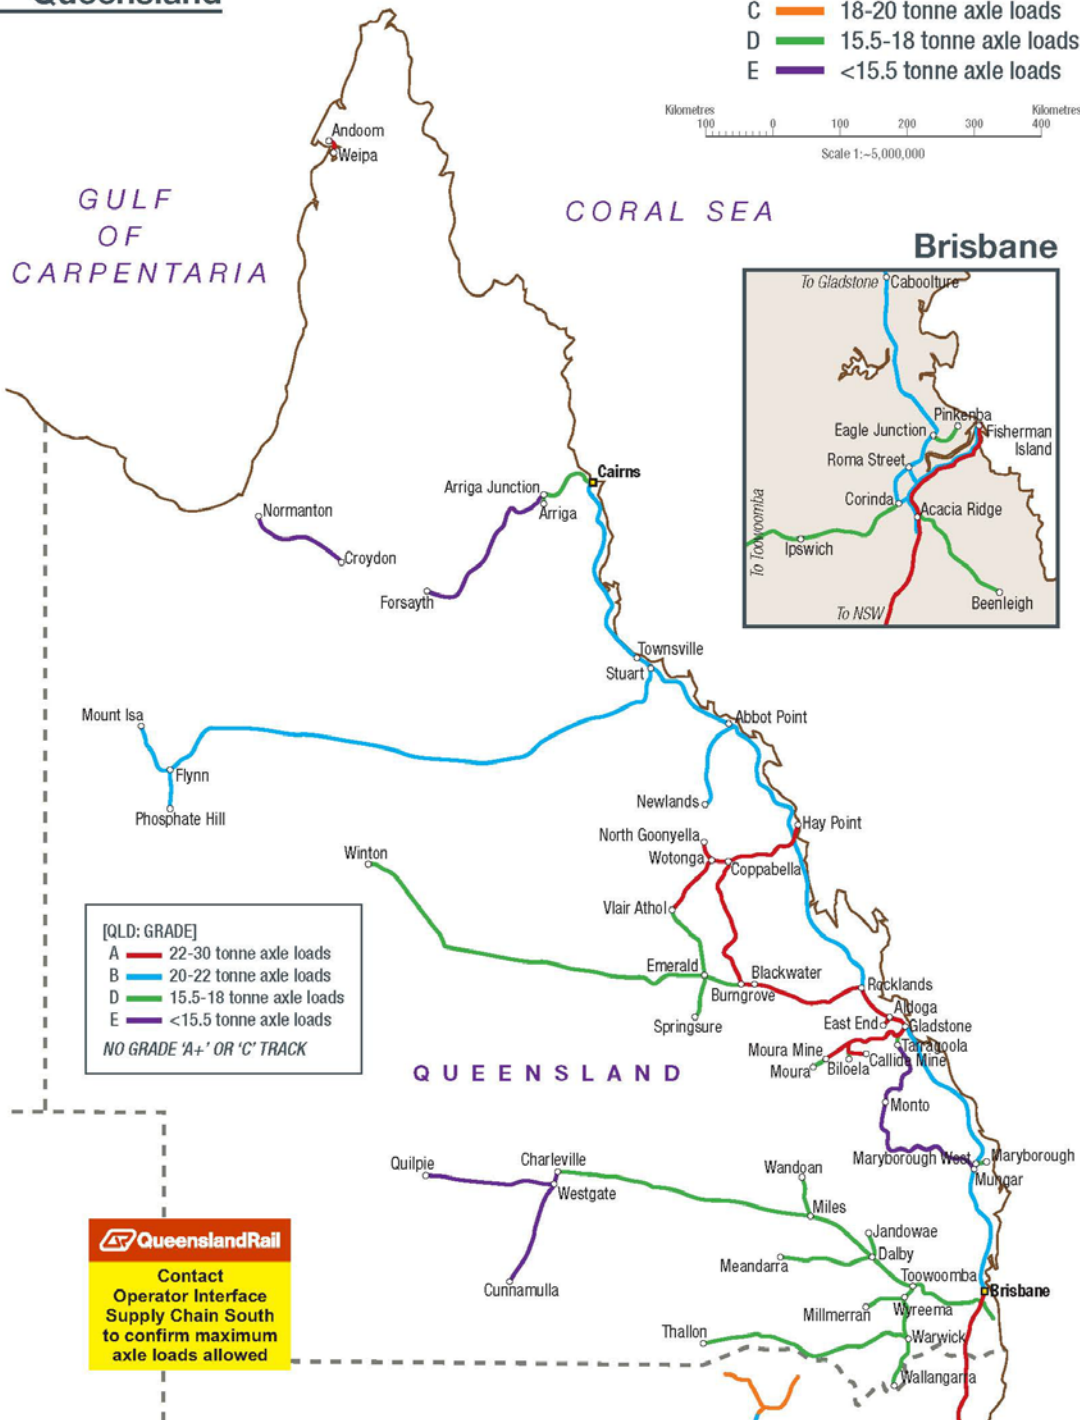 Queensland
C 18-20 tonne axle loads
D 15.5-18 tonne axle loads
E <15.5 tonne axle loads
Kilometres Kilometres
100 0 100 200 300 400
Scale 1:~5,000,000
Andoom
Weipa
GULF
OF
CARPENTARIA
CORAL SEA
Brisbane
To Gladstone
Caboolture
Pinkenba
Eagle Junction
Fisherman
Island
Roma Street
Corinda
Acacia Ridge
To Toowoomba
Ipswich
Beenleigh
To NSW
Cairns
Arriga Junction
Arriga
Normanton
Croydon
Forsayth
Townsville
Stuart
Mount Isa
Abbot Point
Flynn
Phosphate Hill
Newlands
Hay Point
North Goonyella
Wotonga
Coppabella
Winton
Vlair Athol
Emerald
Blackwater
Burngrove
Rocklands
Springsure
Aldoga
East End
Gladstone
Tarragoola
Moura Mine
Callide Mine
Moura
Biloela
[QLD: GRADE]
A 22-30 tonne axle loads
B 20-22 tonne axle loads
D 15.5-18 tonne axle loads
E <15.5 tonne axle loads
NO GRADE 'A+' OR 'C' TRACK
QUEENSLAND
Monto
Maryborough West
Maryborough
Mungar
Quilpie
Charleville
Westgate
Wandoan
Miles
Jandowae
Dalby
Meandarra
Cunnamulla
Toowoomba
Brisbane
Millmerran
Wyreema
Thallon
Warwick
Wallangarra
QueenslandRail
Contact
Operator Interface
Supply Chain South
to confirm maximum
axle loads allowed